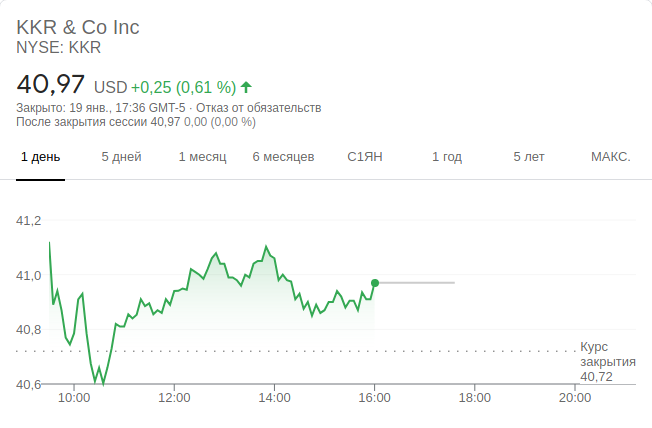 KKR & Co Inc
NYSE: KKR
40,97 USD +0,25 (0,61 %)
Закрыто: 19 янв., 17:36 GMT-5 · Отказ от обязательств
После закрытия сессии 40,97 0,00 (0,00 %)
1 день 5 дней 1 месяц 6 месяцев С1ЯН 1 год 5 лет МАКС.
41,2
41,0
40,8
Курс
закрытия
40,72
40,6
10:00 12:00 14:00 16:00 18:00 20:00